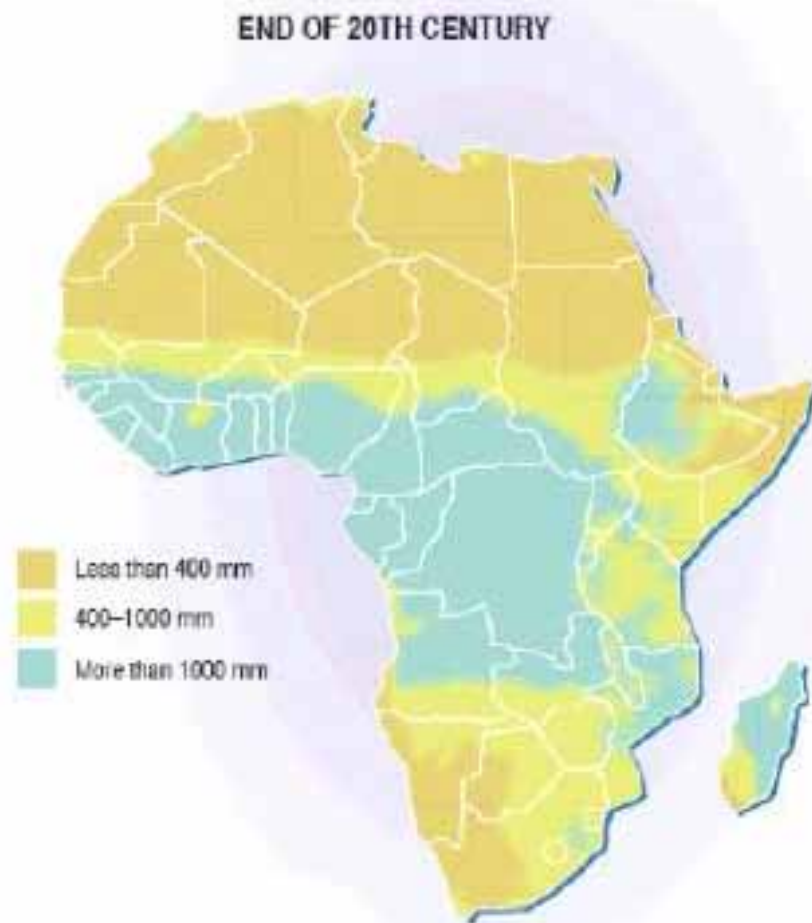 END OF 20TH CENTURY
Less than 400 mm
400–1000 mm
More than 1000 mm